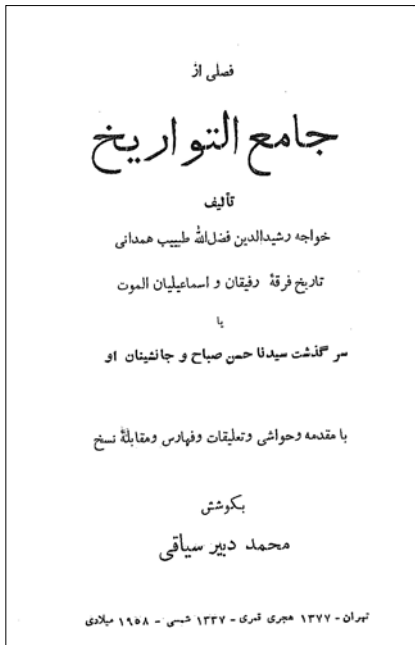 فصلی از
جامع التواریخ
تألیف
خواجه رشیدالدین فضل‌الله طبیب همدانی
تاریخ فرقهٔ رفیقان و اسماعیلیان الموت
یا
سرگذشت سیدنا حسن صباح و جانشینان او
با مقدمه وحواشی وتعلیقات وفهارس ومقابلهٔ نسخ
بکوشش
محمد دبیر سیاقی
تهران - ۱۳۷۷ هجری قمری - ۱۳۳۷ شمسی - ۱۹۵۸ میلادی